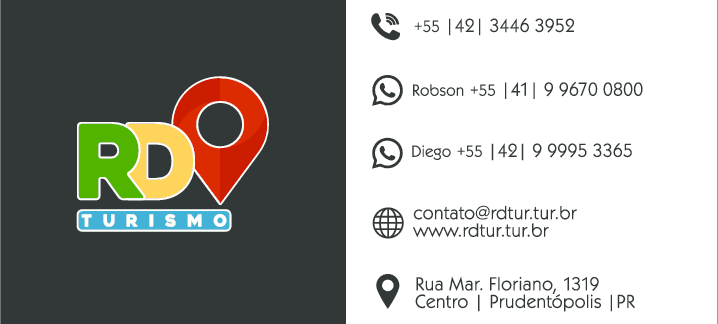 RD
TURISMO
+55 |42| 3446 3952
Robson +55 |41| 9 9670 0800
Diego +55 |42| 9 9995 3365
contato@rdtur.tur.br
www.rdtur.tur.br
Rua Mar. Floriano, 1319
Centro | Prudentópolis |PR